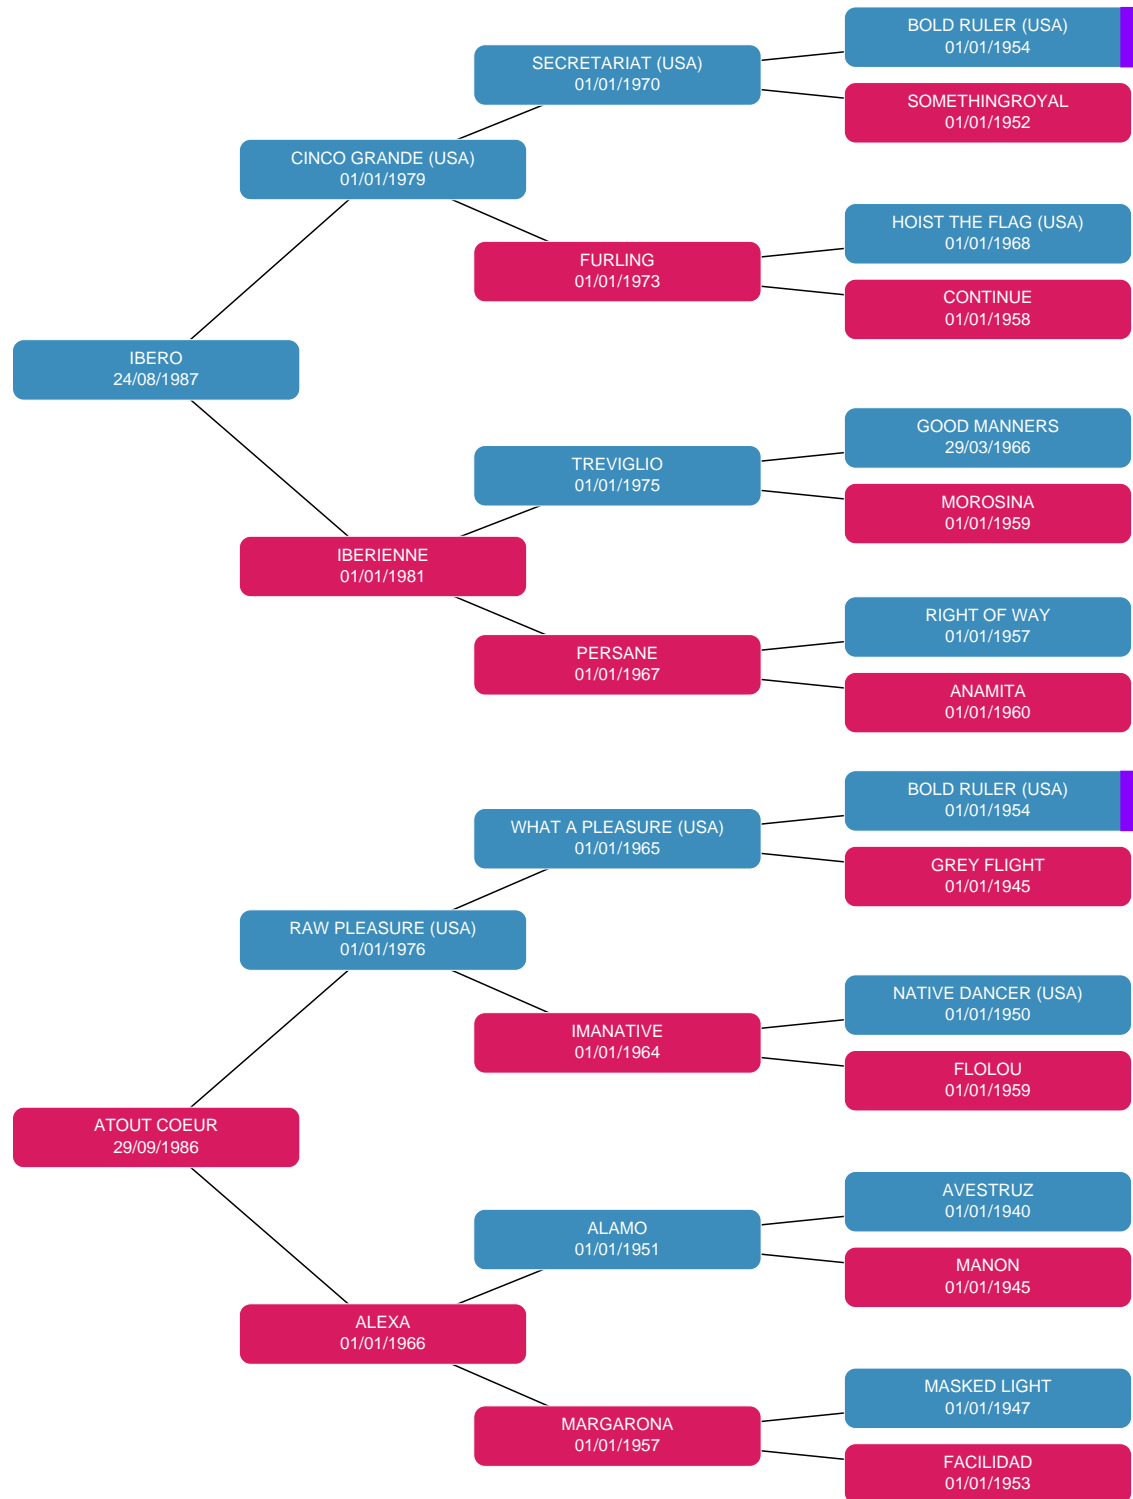 BOLD RULER (USA)
01/01/1954
SECRETARIAT (USA)
01/01/1970
SOMETHINGROYAL
01/01/1952
CINCO GRANDE (USA)
01/01/1979
HOIST THE FLAG (USA)
01/01/1968
FURLING
01/01/1973
CONTINUE
01/01/1958
IBERO
24/08/1987
GOOD MANNERS
29/03/1966
TREVIGLIO
01/01/1975
MOROSINA
01/01/1959
IBERIENNE
01/01/1981
RIGHT OF WAY
01/01/1957
PERSANE
01/01/1967
ANAMITA
01/01/1960
BOLD RULER (USA)
01/01/1954
WHAT A PLEASURE (USA)
01/01/1965
GREY FLIGHT
01/01/1945
RAW PLEASURE (USA)
01/01/1976
NATIVE DANCER (USA)
01/01/1950
IMANATIVE
01/01/1964
FLOLOU
01/01/1959
ATOUT COEUR
29/09/1986
AVESTRUZ
01/01/1940
ALAMO
01/01/1951
MANON
01/01/1945
ALEXA
01/01/1966
MASKED LIGHT
01/01/1947
MARGARONA
01/01/1957
FACILIDAD
01/01/1953